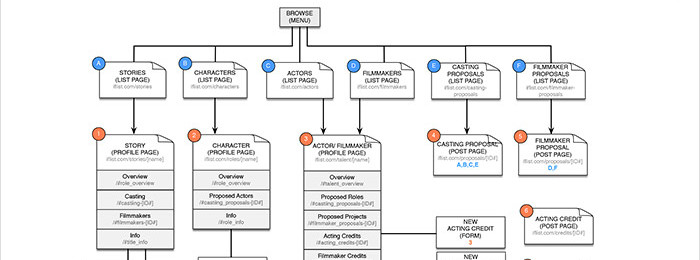 BROWSE
(MENU)
A
STORIES
(LIST PAGE)
iflist.com/stories
B
CHARACTERS
(LIST PAGE)
iflist.com/characters
C
ACTORS
(LIST PAGE)
iflist.com/actors
D
FILMMAKERS
(LIST PAGE)
iflist.com/filmmakers
E
CASTING
PROPOSALS
(LIST PAGE)
iflist.com/casting-
proposals
F
FILMMAKER
PROPOSALS
(LIST PAGE)
iflist.com/filmmaker-
proposals
1
STORY
(PROFILE PAGE)
iflist.com/stories/[name]
Overview
/#role_overview
Casting
/#casting-[ID#]
Filmmakers
/#filmmakers-[ID#]
Info
/#title_info
2
CHARACTER
(PROFILE PAGE)
iflist.com/roles/[name]
Overview
/#role_overview
Proposed Actors
/#casting_proposals-[ID#]
Info
/#role_info
3
ACTOR/ FILMMAKER
(PROFILE PAGE)
iflist.com/talent/[name]
Overview
/#talent_overview
Proposed Roles
/#casting_proposals-[ID#]
Proposed Projects
/#filmmaker_proposals-[ID#]
Acting Credits
/#acting_credits-[ID#]
Filmmaker Credits
4
CASTING PROPOSAL
(POST PAGE)
iflist.com/proposals/[ID#]
A,B,C,E
5
FILMMAKER
PROPOSAL
(POST PAGE)
iflist.com/proposals/[ID#]
D,F
NEW
ACTING CREDIT
(FORM)
3
6
ACTING CREDIT
(POST PAGE)
iflist.com/credits/[ID#]
NEW